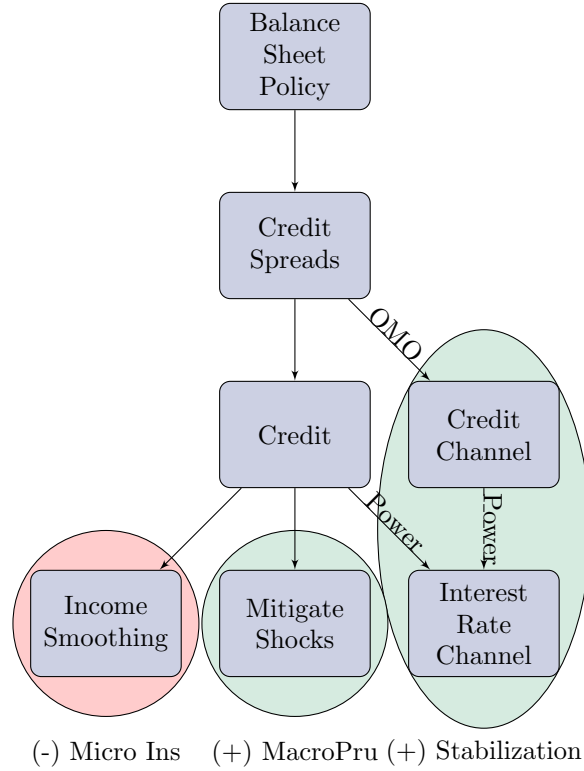 Balance
Sheet
Policy
Credit
Spreads
OMO
Credit
Credit
Channel
Power
Power
Income
Smoothing
Mitigate
Shocks
Interest
Rate
Channel
(-) Micro Ins
(+) MacroPru
(+) Stabilization